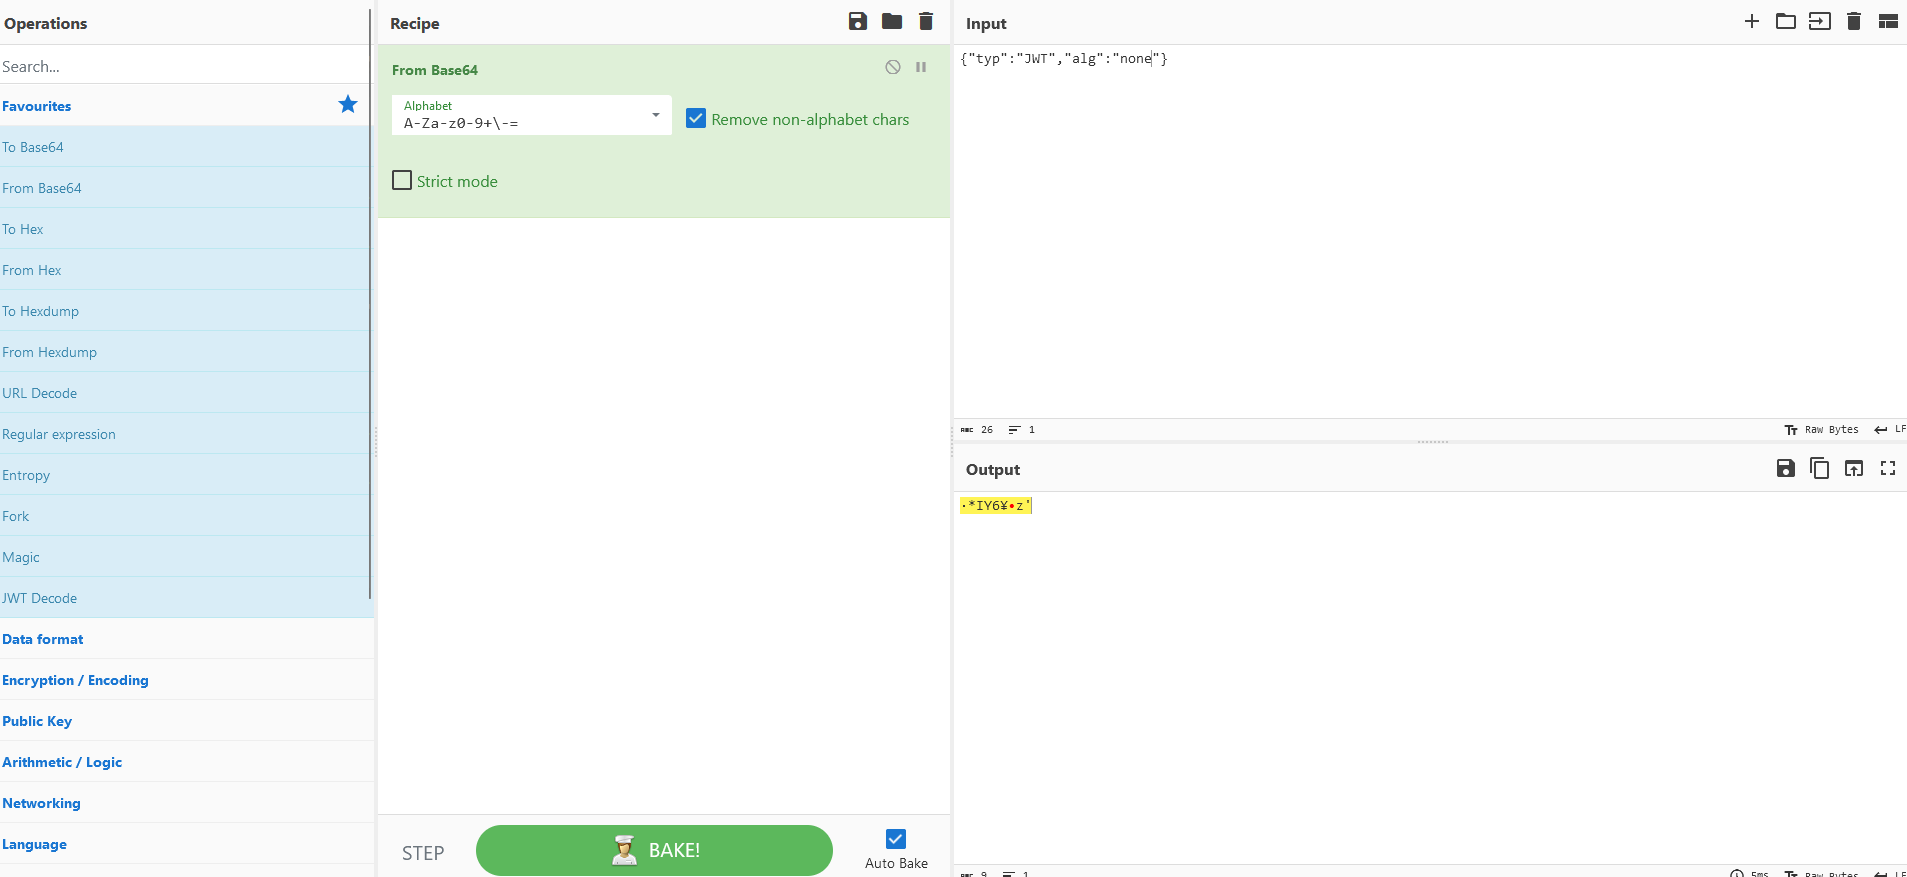 Operations
Search...
Favourites
To Base64
From Base64
To Hex
From Hex
To Hexdump
From Hexdump
URL Decode
Regular expression
Entropy
Fork
Magic
JWT Decode
Data format
Encryption / Encoding
Public Key
Arithmetic / Logic
Networking
Language
Recipe
From Base64
Alphabet
A-Za-z0-9+\-=
Remove non-alphabet chars
Strict mode
STEP
BAKE!
Auto Bake
Input
{"typ":"JWT","alg":"none"}
ABC 26 1 Tr Raw Bytes LF
Output
·*IY6¥•z'
ABC 9 1 5ms Tr Raw Bytes LF